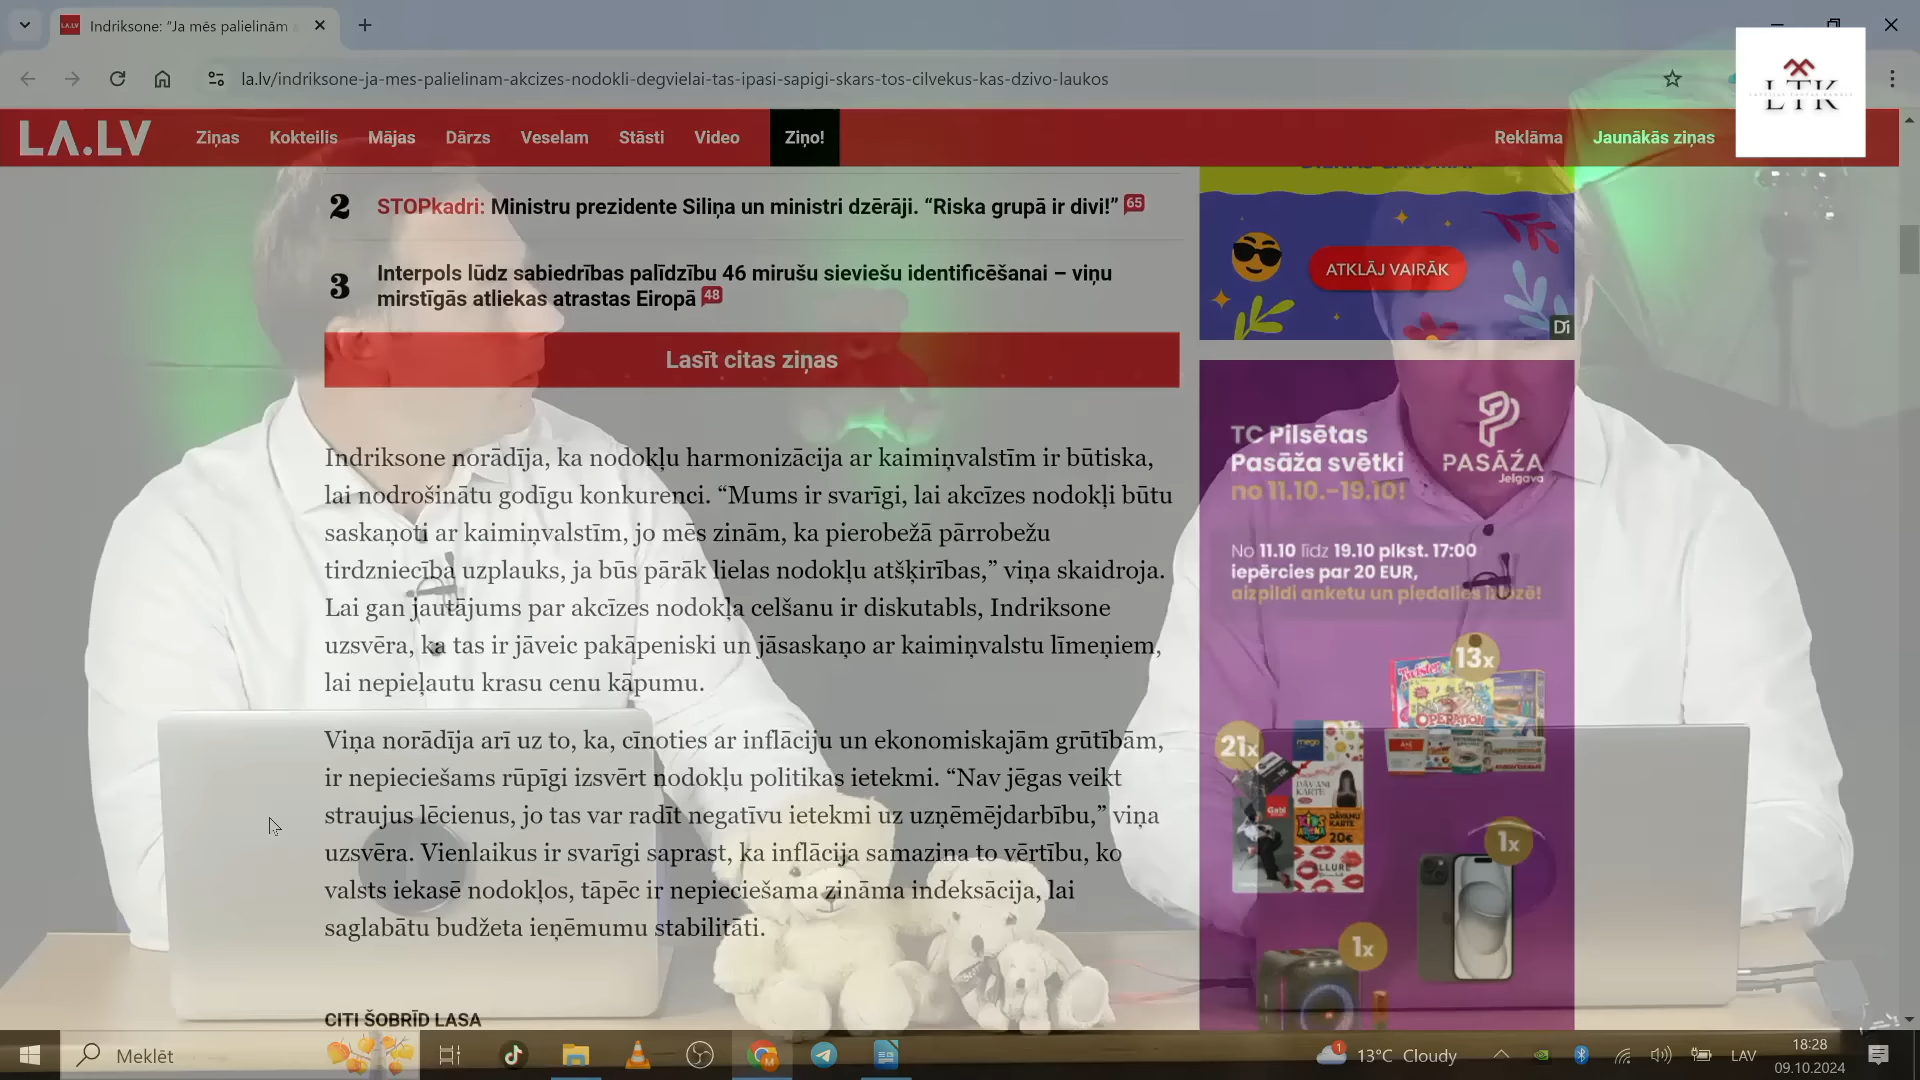 Indriksone: “Ja mēs palielinām
la.lv/indriksone-ja-mes-palielinam-akcizes-nodokli-degvielai-tas-ipasi-sapigi-skars-tos-cilvekus-kas-dzivo-laukos
LTK
LA.LV
Ziņas
Kokteilis
Mājas
Dārzs
Veselam
Stāsti
Video
Ziņo!
Reklāma
Jaunākās ziņas
2
STOPkadri: Ministru prezidente Siliņa un ministri dzērāji. “Riska grupā ir divi!” 65
3
Interpols lūdz sabiedrības palīdzību 46 mirušu sieviešu identificēšanai – viņu
mirstīgās atliekas atrastas Eiropā 48
Lasīt citas ziņas
Indriksone norādīja, ka nodokļu harmonizācija ar kaimiņvalstīm ir būtiska,
lai nodrošinātu godīgu konkurenci. “Mums ir svarīgi, lai akcīzes nodokļi būtu
saskaņoti ar kaimiņvalstīm, jo mēs zinām, ka pierobežā pārrobežu
tirdzniecība uzplauks, ja būs pārāk lielas nodokļu atšķirības,” viņa skaidroja.
Lai gan jautājums par akcīzes nodokļa celšanu ir diskutabls, Indriksone
uzsvēra, ka tas ir jāveic pakāpeniski un jāsaskaņo ar kaimiņvalstu līmeņiem,
lai nepieļautu krasu cenu kāpumu.
Viņa norādīja arī uz to, ka, cīnoties ar inflāciju un ekonomiskajām grūtībām,
ir nepieciešams rūpīgi izsvērt nodokļu politikas ietekmi. “Nav jēgas veikt
straujus lēcienus, jo tas var radīt negatīvu ietekmi uz uzņēmējdarbību,” viņa
uzsvēra. Vienlaikus ir svarīgi saprast, ka inflācija samazina to vērtību, ko
valsts iekasē nodokļos, tāpēc ir nepieciešama zināma indeksācija, lai
saglabātu budžeta ieņēmumu stabilitāti.
CITI ŠOBRĪD LASA
ATKLĀJ VAIRĀK
TC Pilsētas
Pasāža svētki
no 11.10.-19.10!
PASĀŽA
Jelgava
No 11.10 līdz 19.10 plkst. 17:00
iepērcies par 20 EUR,
aizpildi anketu un piedalies izlozē!
13x
Twister
OPERATION
21x
DĀVANU
KARTE
Gabi
DĀVANU
KARTE
20€
1x
1x
Meklēt
1
13°C Cloudy
LAV
18:28
09.10.2024